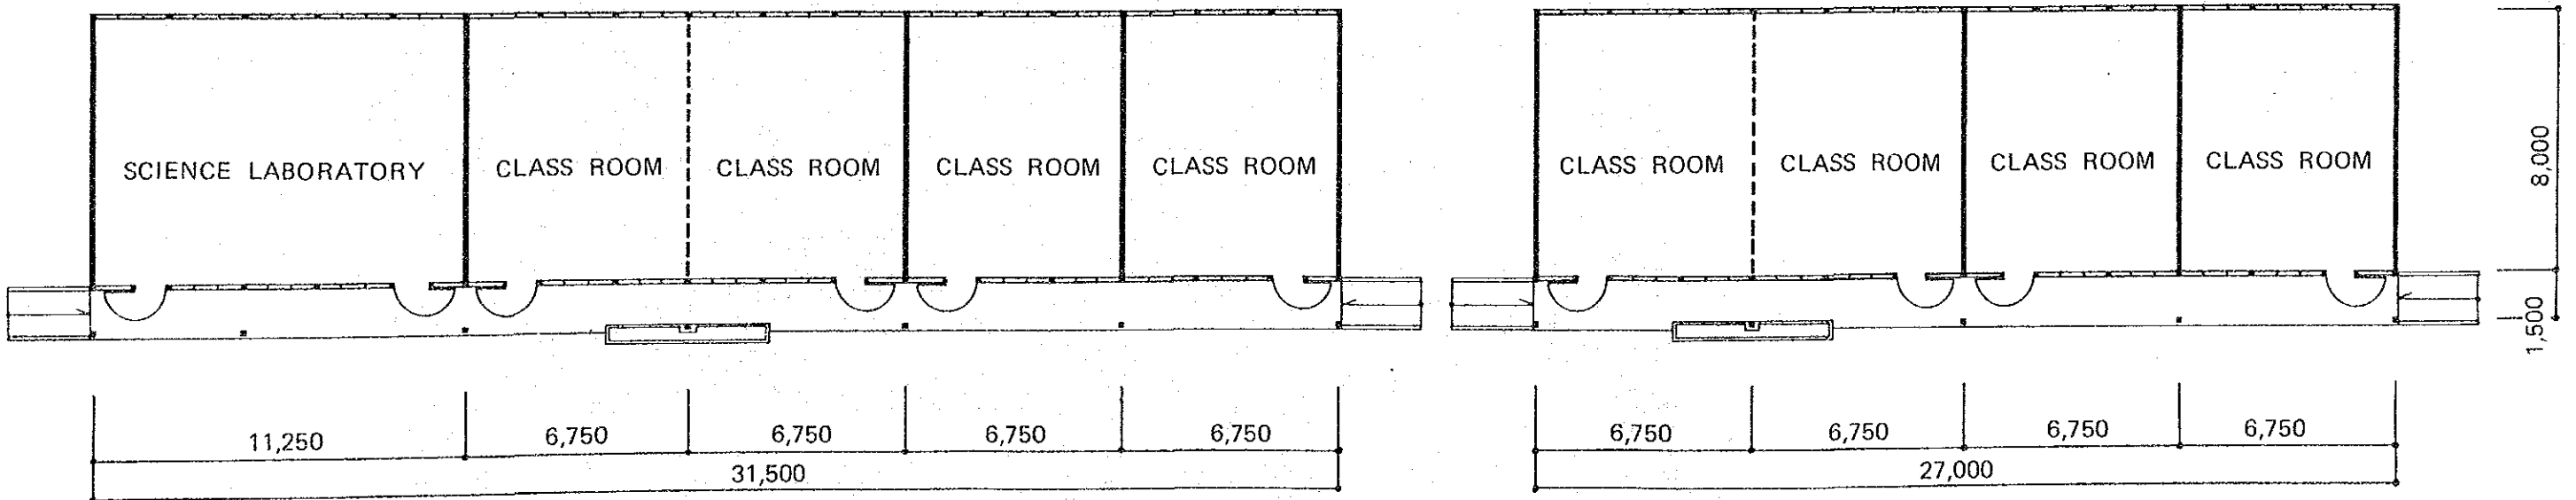 SCIENCE LABORATORY CLASS ROOM CLASS ROOM CLASS ROOM CLASS ROOM
CLASS ROOM CLASS ROOM CLASS ROOM CLASS ROOM
8,000
1,500
11,250 6,750 6,750 6,750 6,750
31,500
6,750 6,750 6,750 6,750
27,000